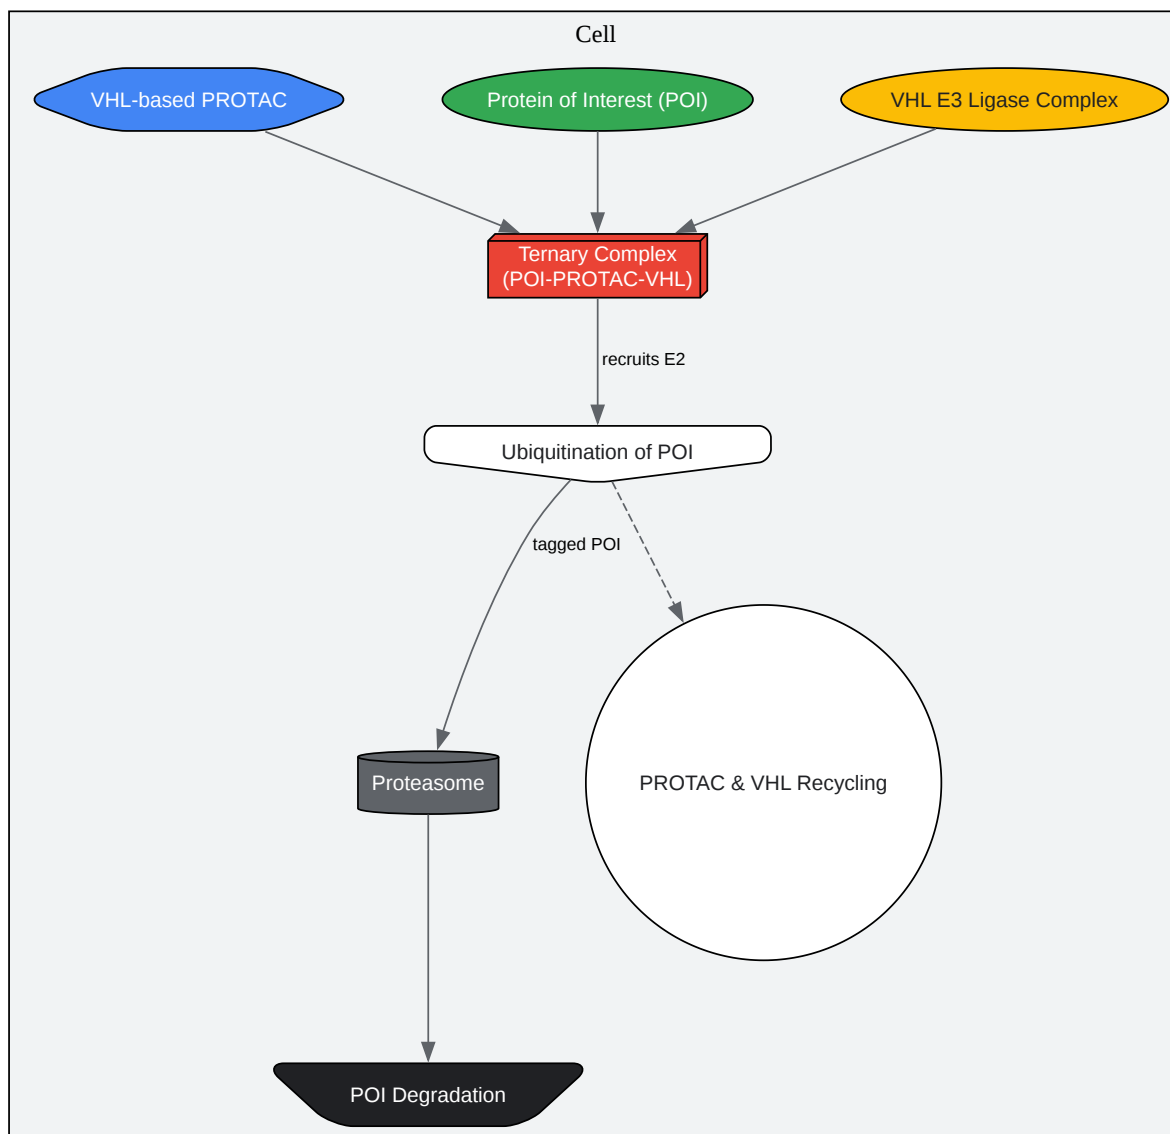 Cell
VHL-based PROTAC
Protein of Interest (POI)
VHL E3 Ligase Complex
Ternary Complex
(POI-PROTAC-VHL)
recruits E2
Ubiquitination of POI
tagged POI
Proteasome
PROTAC & VHL Recycling
POI Degradation